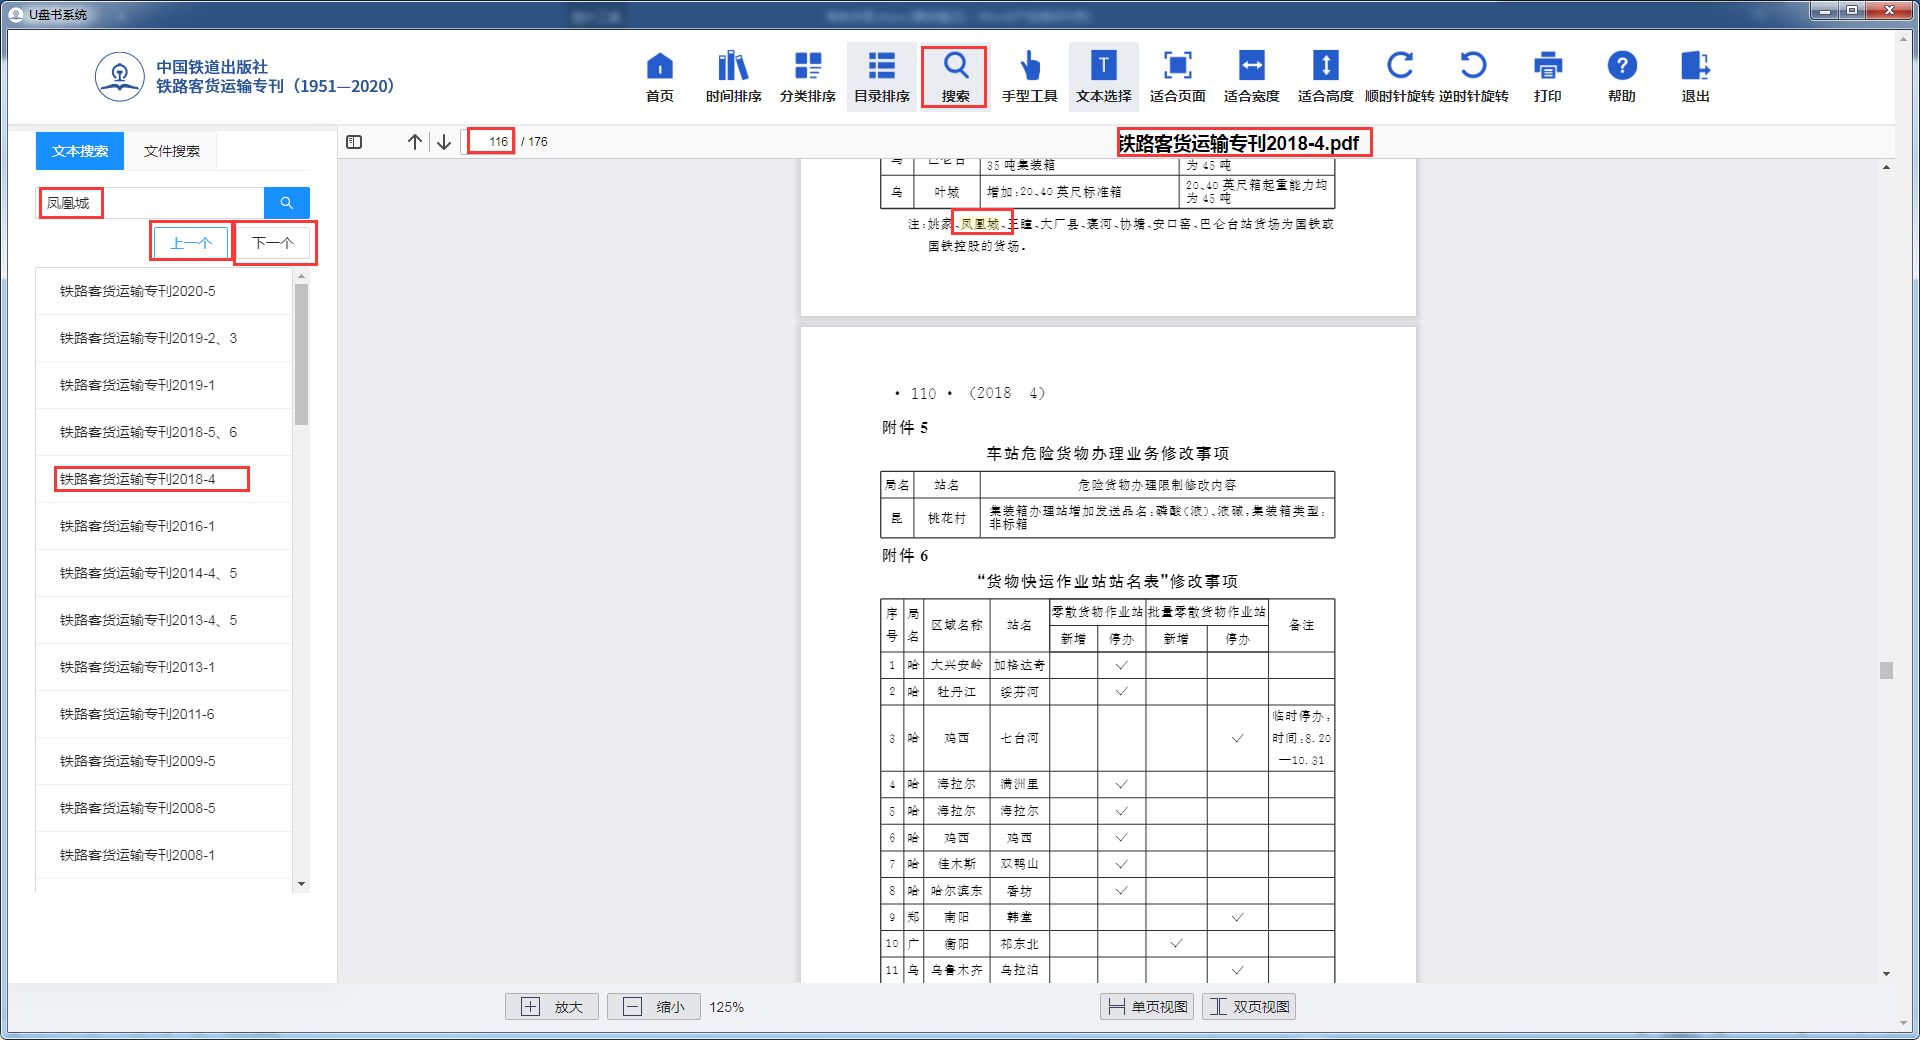 U盘书系统
中国铁道出版社
铁路客货运输专刊（1951—2020）
首页 时间排序 分类排序 目录排序 搜索 手型工具 文本选择 适合页面 适合宽度 适合高度 顺时针旋转 逆时针旋转 打印 帮助 退出
文本搜索 文件搜索
116 / 176
铁路客货运输专刊2018-4.pdf
凤凰城
上一个 下一个
铁路客货运输专刊2020-5
铁路客货运输专刊2019-2、3
铁路客货运输专刊2019-1
铁路客货运输专刊2018-5、6
铁路客货运输专刊2018-4
铁路客货运输专刊2016-1
铁路客货运输专刊2014-4、5
铁路客货运输专刊2013-4、5
铁路客货运输专刊2013-1
铁路客货运输专刊2011-6
铁路客货运输专刊2009-5
铁路客货运输专刊2008-5
铁路客货运输专刊2008-1
乌 巴仑台 35 吨集装箱 为 45 吨
乌 叶城 增加:20、40 英尺标准箱 20、40 英尺箱起重能力均为 45 吨
注:姚家、凤凰城、王瞳、大厂县、褒河、协塘、安口窑、巴仑台站货场为国铁或
国铁控股的货场.
• 110 • （2018 4）
附件 5
车站危险货物办理业务修改事项
局名 站名 危险货物办理限制修改内容
昆 桃花村 集装箱办理站增加发送品名:磷酸(液)、液碱;集装箱类型:
非标箱
附件 6
“货物快运作业站站名表”修改事项
序号 局名 区域名称 站名 零散货物作业站 批量零散货物作业站 备注
新增 停办 新增 停办
1 哈 大兴安岭 加格达奇 ✓
2 哈 牡丹江 绥芬河 ✓
3 哈 鸡西 七台河 ✓ 临时停办;
时间:8.20
—10.31
4 哈 海拉尔 满洲里 ✓
5 哈 海拉尔 海拉尔 ✓
6 哈 鸡西 鸡西 ✓
7 哈 佳木斯 双鸭山 ✓
8 哈 哈尔滨东 香坊 ✓
9 郑 南阳 韩堂 ✓
10 广 衡阳 祁东北 ✓
11 乌 乌鲁木齐 乌拉泊 ✓
放大 缩小 125% 单页视图 双页视图